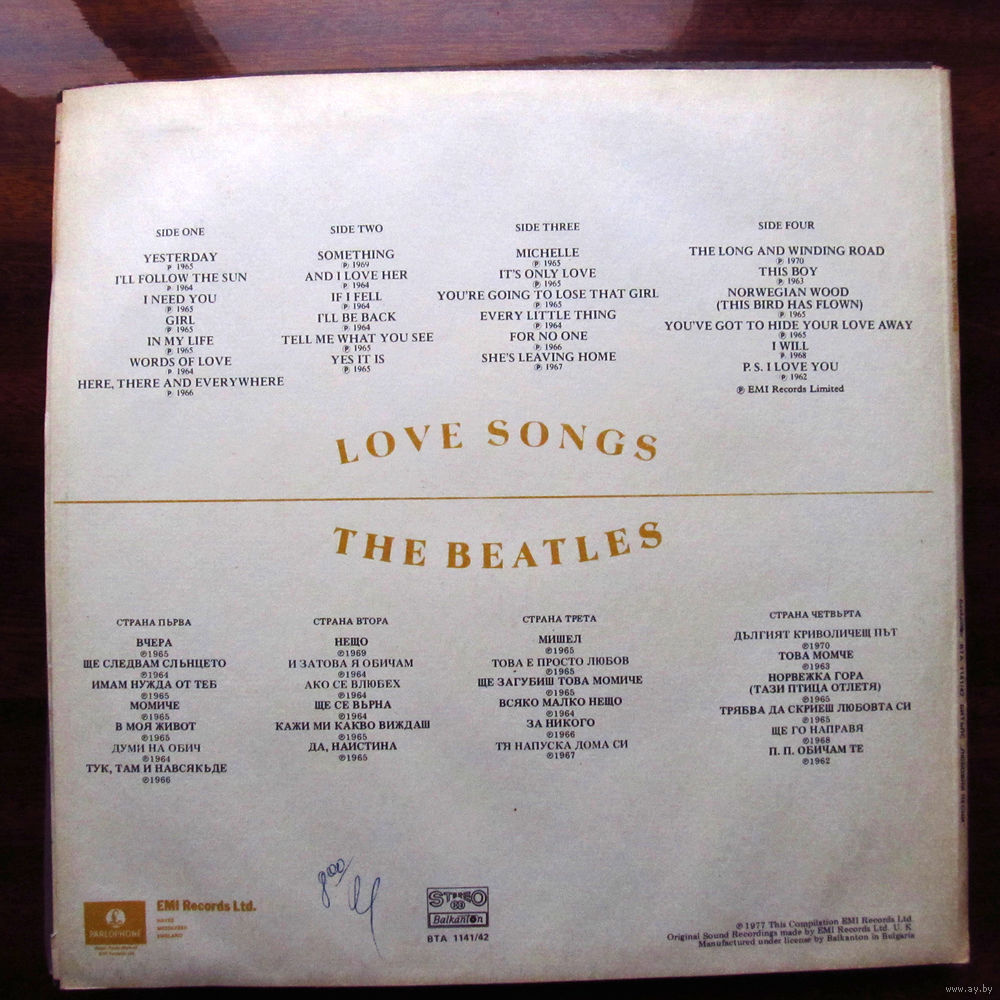 SIDE ONE
YESTERDAY
℗ 1965
I'LL FOLLOW THE SUN
℗ 1964
I NEED YOU
℗ 1965
GIRL
℗ 1965
IN MY LIFE
℗ 1965
WORDS OF LOVE
℗ 1964
HERE, THERE AND EVERYWHERE
℗ 1966
SIDE TWO
SOMETHING
℗ 1969
AND I LOVE HER
℗ 1964
IF I FELL
℗ 1964
I'LL BE BACK
℗ 1964
TELL ME WHAT YOU SEE
℗ 1965
YES IT IS
℗ 1965
SIDE THREE
MICHELLE
℗ 1965
IT'S ONLY LOVE
℗ 1965
YOU'RE GOING TO LOSE THAT GIRL
℗ 1965
EVERY LITTLE THING
℗ 1964
FOR NO ONE
℗ 1966
SHE'S LEAVING HOME
℗ 1967
SIDE FOUR
THE LONG AND WINDING ROAD
℗ 1970
THIS BOY
℗ 1963
NORWEGIAN WOOD
(THIS BIRD HAS FLOWN)
℗ 1965
YOU'VE GOT TO HIDE YOUR LOVE AWAY
℗ 1965
I WILL
℗ 1968
P.S. I LOVE YOU
℗ 1962
℗ EMI Records Limited
LOVE SONGS
THE BEATLES
СТРАНА ПЪРВА
ВЧЕРА
℗1965
ЩЕ СЛЕДВАМ СЛЪНЦЕТО
℗1964
ИМАМ НУЖДА ОТ ТЕБ
℗1965
МОМИЧЕ
℗1965
В МОЯ ЖИВОТ
℗1965
ДУМИ НА ОБИЧ
℗1964
ТУК, ТАМ И НАВСЯКЪДЕ
℗1966
СТРАНА ВТОРА
НЕЩО
℗1969
И ЗАТОВА Я ОБИЧАМ
℗1964
АКО СЕ ВЛЮБЕХ
℗1964
ЩЕ СЕ ВЪРНА
℗1964
КАЖИ МИ КАКВО ВИЖДАШ
℗1965
ДА, НАИСТИНА
℗1965
СТРАНА ТРЕТА
МИШЕЛ
℗1965
ТОВА Е ПРОСТО ЛЮБОВ
℗1965
ЩЕ ЗАГУБИШ ТОВА МОМИЧЕ
℗1965
ВСЯКО МАЛКО НЕЩО
℗1964
ЗА НИКОГО
℗1966
ТЯ НАПУСКА ДОМА СИ
℗1967
СТРАНА ЧЕТВЪРТА
ДЪЛГИЯТ КРИВОЛИЧЕЩ ПЪТ
℗1970
ТОВА МОМЧЕ
℗1963
НОРВЕЖКА ГОРА
(ТАЗИ ПТИЦА ОТЛЕТЯ)
℗1965
ТРЯБВА ДА СКРИЕШ ЛЮБОВТА СИ
℗1965
ЩЕ ГО НАПРАВЯ
℗1968
П. П. ОБИЧАМ ТЕ
℗1962
800
PARLOPHONE
EMI Records Ltd.
HAYES
MIDDLESEX
ENGLAND
STEREO
Balkanton
BTA 1141/42
℗ 1977 This Compilation EMI Records Ltd.
Original Sound Recordings made by EMI Records Ltd. U. K.
Manufactured under license by Balkanton in Bulgaria
www.ay.by